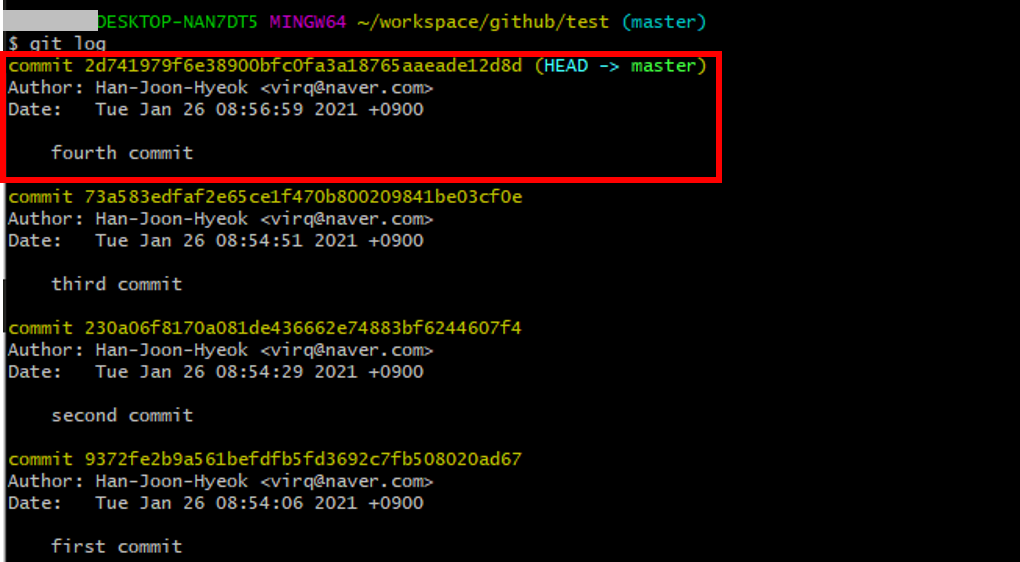 DESKTOP-NAN7DT5 MINGW64 ~/workspace/github/test (master)
$ git log
commit 2d741979f6e38900bfc0fa3a18765aaeade12d8d (HEAD -> master)
Author: Han-Joon-Hyeok <virq@naver.com>
Date:   Tue Jan 26 08:56:59 2021 +0900
fourth commit
commit 73a583edfaf2e65ce1f470b800209841be03cf0e
Author: Han-Joon-Hyeok <virq@naver.com>
Date:   Tue Jan 26 08:54:51 2021 +0900
third commit
commit 230a06f8170a081de436662e74883bf6244607f4
Author: Han-Joon-Hyeok <virq@naver.com>
Date:   Tue Jan 26 08:54:29 2021 +0900
second commit
commit 9372fe2b9a561befdfb5fd3692c7fb508020ad67
Author: Han-Joon-Hyeok <virq@naver.com>
Date:   Tue Jan 26 08:54:06 2021 +0900
first commit